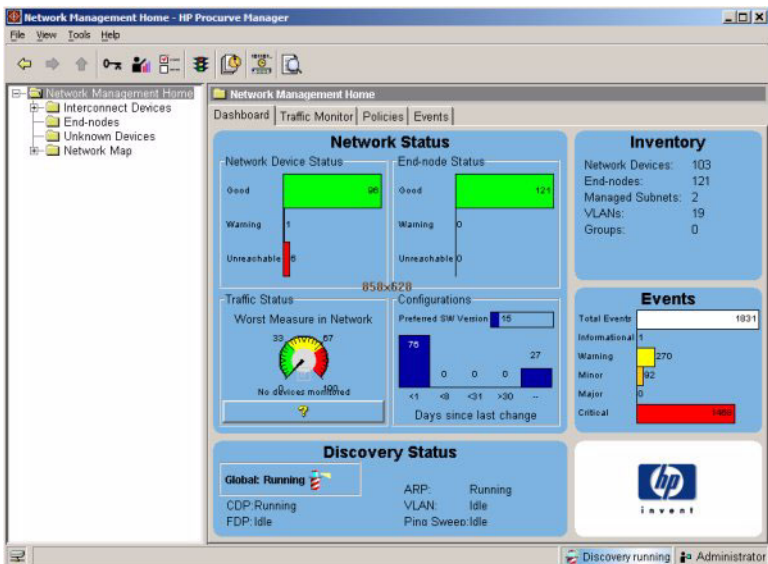 Network Management Home - HP Procurve Manager
File View Tools Help
Network Management Home
Interconnect Devices
End-nodes
Unknown Devices
Network Map
Network Management Home
Dashboard Traffic Monitor Policies Events
Network Status
Network Device Status
Good 96
Warning 1
Unreachable 6
End-node Status
Good 121
Warning 0
Unreachable 0
858x628
Traffic Status
Worst Measure in Network
33 67
0 100
No devices monitored
?
Configurations
Preferred SW Version 15
76 0 0 0 27
<1 <8 <31 >30 --
Days since last change
Inventory
Network Devices: 103
End-nodes: 121
Managed Subnets: 2
VLANs: 19
Groups: 0
Events
Total Events 1831
Informational 1
Warning 270
Minor 92
Major 0
Critical 1468
Discovery Status
Global: Running
CDP: Running
FDP: Idle
ARP: Running
VLAN: Idle
Ping Sweep: Idle
hp
invent
Discovery running Administrator